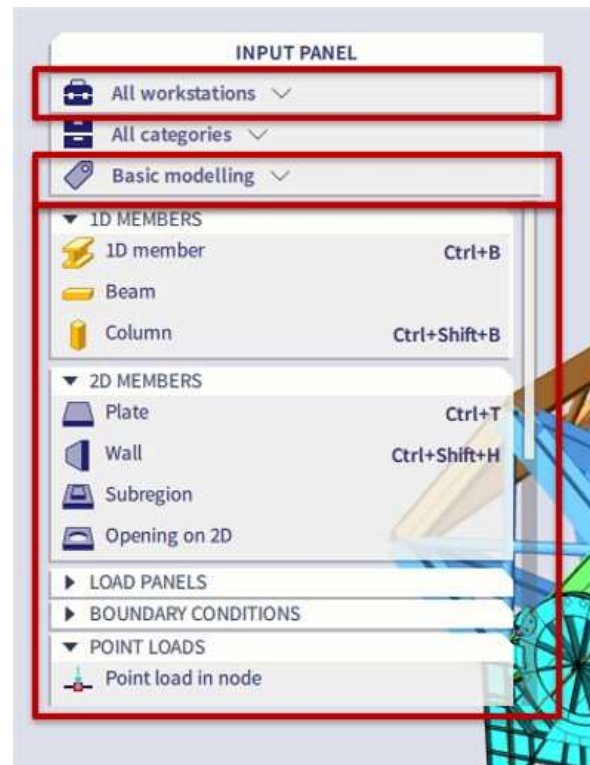 INPUT PANEL
All workstations
All categories
Basic modelling
1D MEMBERS
1D member Ctrl+B
Beam
Column Ctrl+Shift+B
2D MEMBERS
Plate Ctrl+T
Wall Ctrl+Shift+H
Subregion
Opening on 2D
LOAD PANELS
BOUNDARY CONDITIONS
POINT LOADS
Point load in node